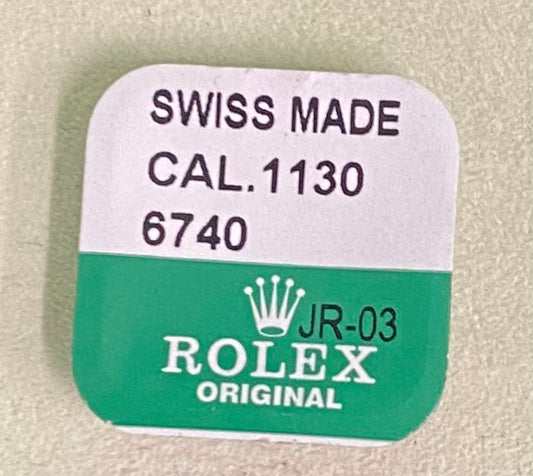 SWISS MADE
CAL.1130
6740
JR-03
ROLEX
ORIGINAL